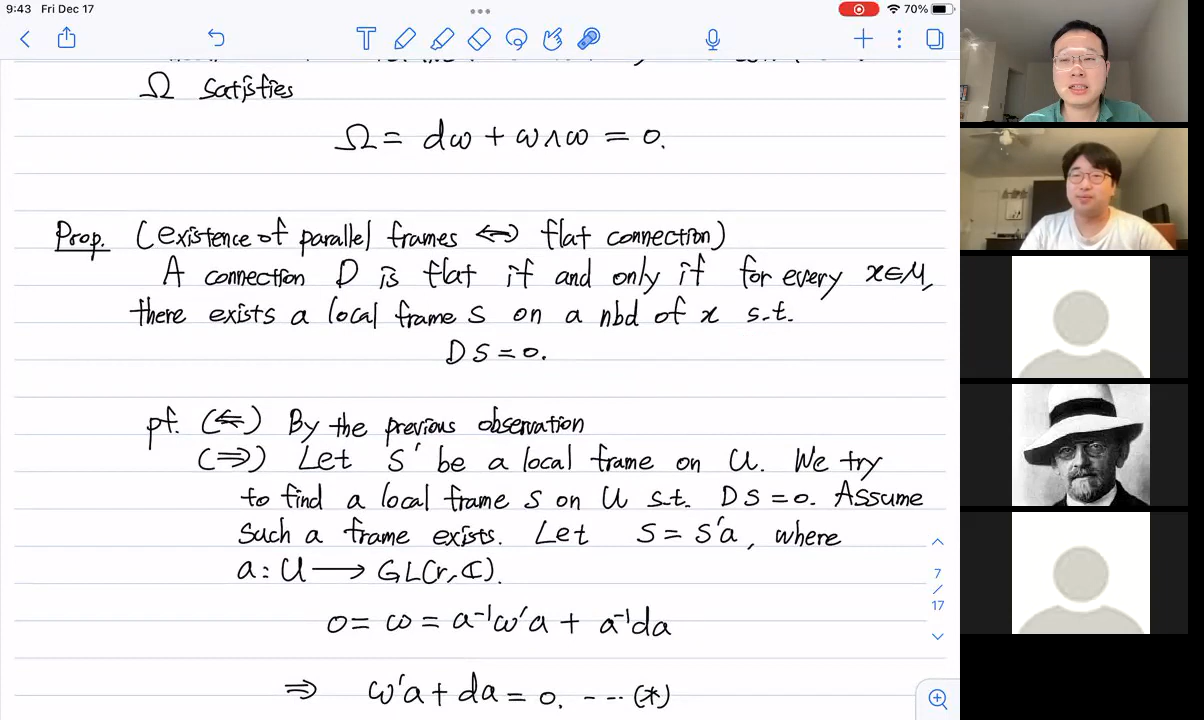 9:43 Fri Dec 17
70%
Ω satisfies
Ω = dω + ω∧ω = 0.
Prop. (existence of parallel frames ⟺ flat connection)
A connection D is flat if and only if for every x∈M,
there exists a local frame s on a nbd of x s.t.
Ds=0.
pf. (⇐) By the previous observation
(⇒) Let s' be a local frame on U. We try
to find a local frame s on U s.t. Ds=0. Assume
such a frame exists. Let s = s'a, where
a: U ⟶ GL(r, ℂ).
0 = ω = a⁻¹ω'a + a⁻¹da
⇒ ω'a + da = 0. --- (*)
7
/
17